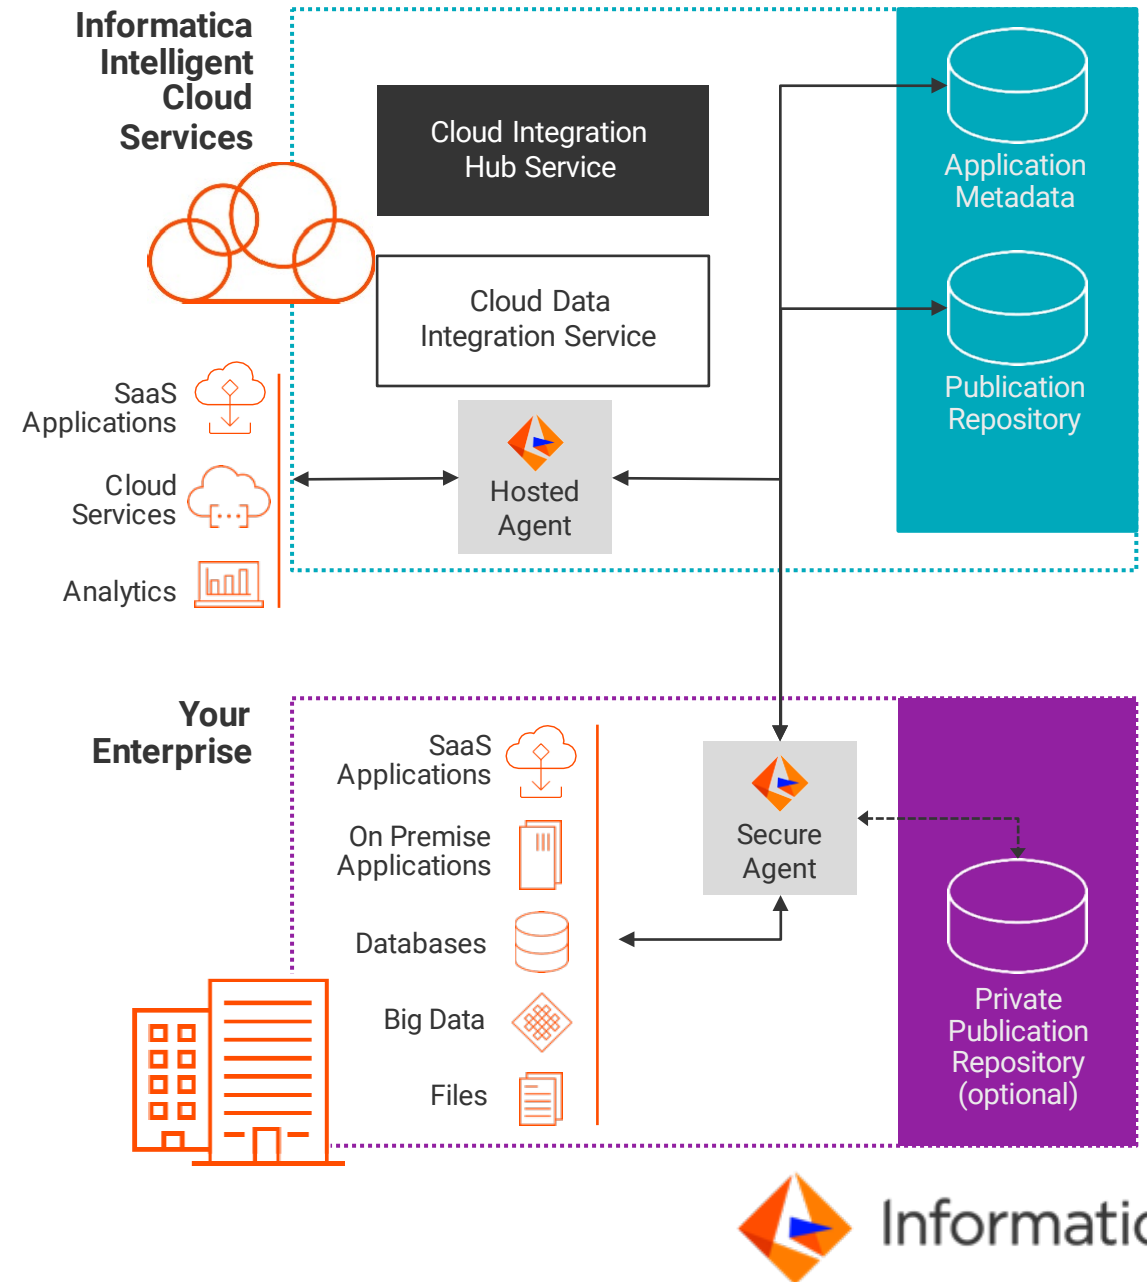 Informatica
Intelligent
Cloud
Services
Cloud Integration
Hub Service
Application
Metadata
Cloud Data
Integration Service
Publication
Repository
SaaS
Applications
Cloud
Services
Analytics
Hosted
Agent
Your
Enterprise
SaaS
Applications
On Premise
Applications
Databases
Big Data
Files
Secure
Agent
Private
Publication
Repository
(optional)
Informatic